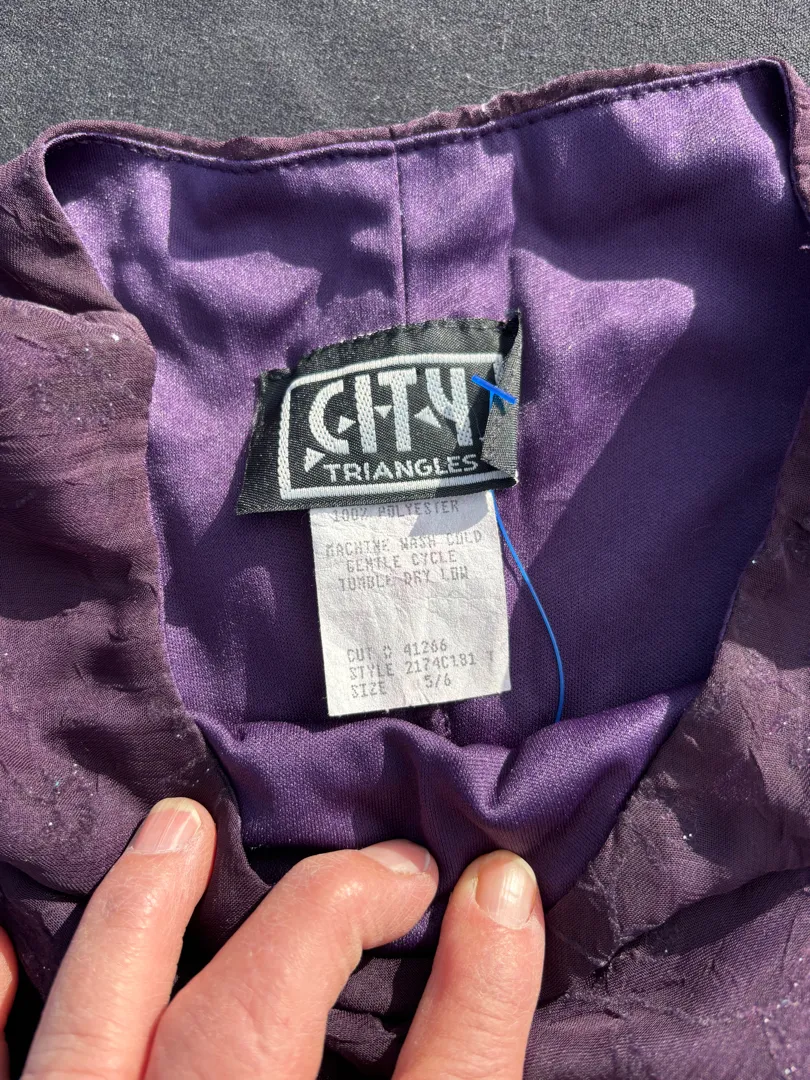 CITY
TRIANGLES
100% POLYESTER
MACHINE WASH COLD
GENTLE CYCLE
TUMBLE DRY LOW
CUT # 41266
STYLE 2174C181 T
SIZE 5/6